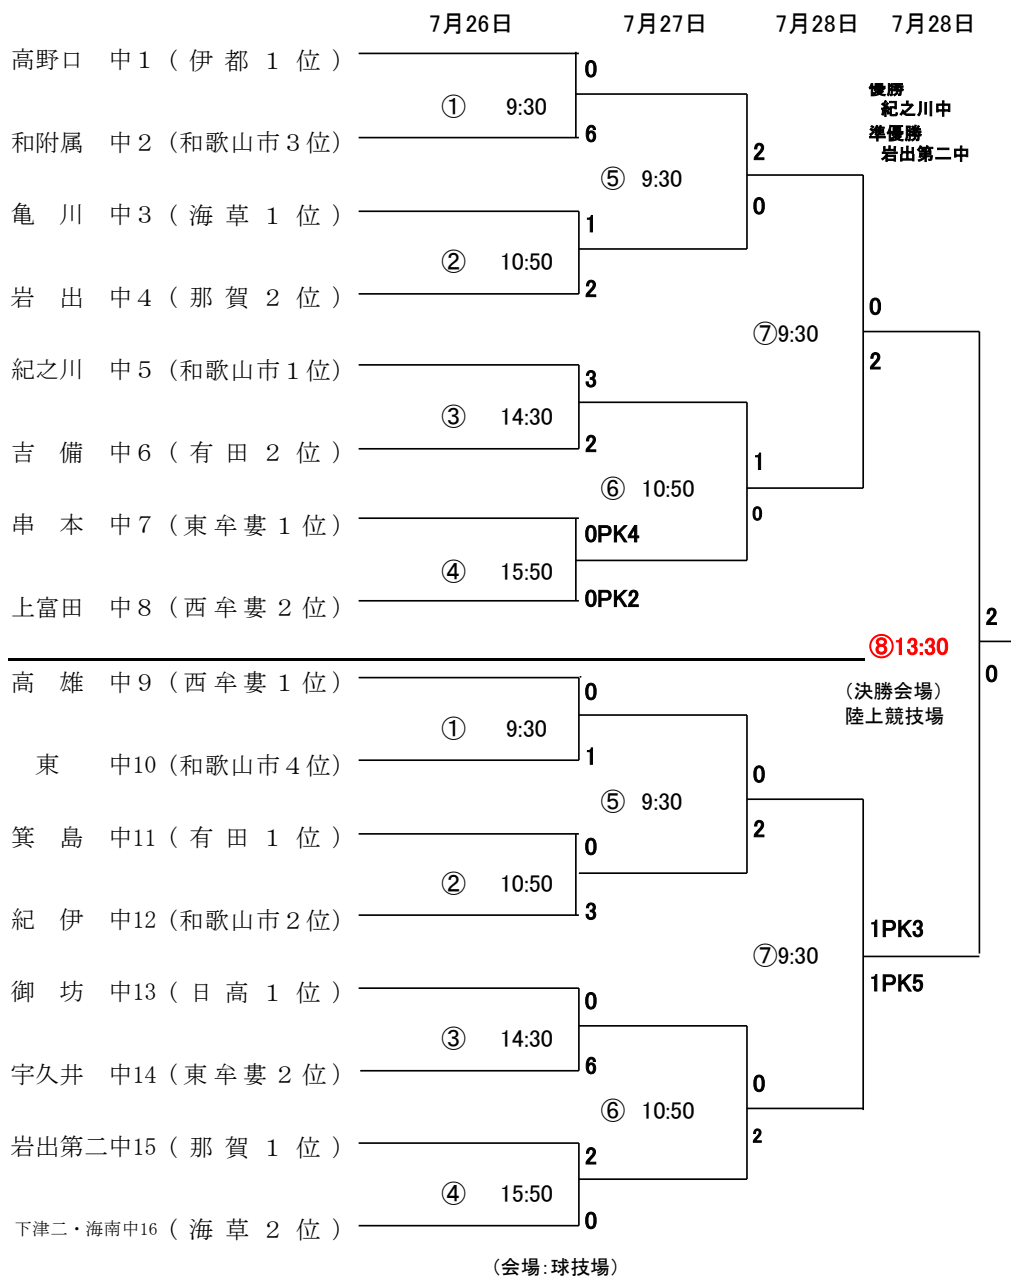 7月26日 7月27日 7月28日 7月28日
高野口 中1 (伊都1位)
0
優勝
紀之川中
① 9:30
準優勝
岩出第二中
6
和附属 中2 (和歌山市3位)
2
⑤ 9:30
0
亀川 中3 (海草1位)
1
② 10:50
2
岩出 中4 (那賀2位)
0
⑦9:30
2
紀之川 中5 (和歌山市1位)
3
③ 14:30
2
吉備 中6 (有田2位)
1
⑥ 10:50
0
串本 中7 (東牟婁1位)
0PK4
④ 15:50
0PK2
上富田 中8 (西牟婁2位)
2
⑧13:30
0
(決勝会場)
陸上競技場
高雄 中9 (西牟婁1位)
0
① 9:30
1
東 中10 (和歌山市4位)
0
⑤ 9:30
2
箕島 中11 (有田1位)
0
② 10:50
3
紀伊 中12 (和歌山市2位)
1PK3
⑦9:30
1PK5
御坊 中13 (日高1位)
0
③ 14:30
6
宇久井 中14 (東牟婁2位)
0
⑥ 10:50
2
岩出第二中15 (那賀1位)
2
④ 15:50
0
下津二・海南中16 (海草2位)
(会場:球技場)